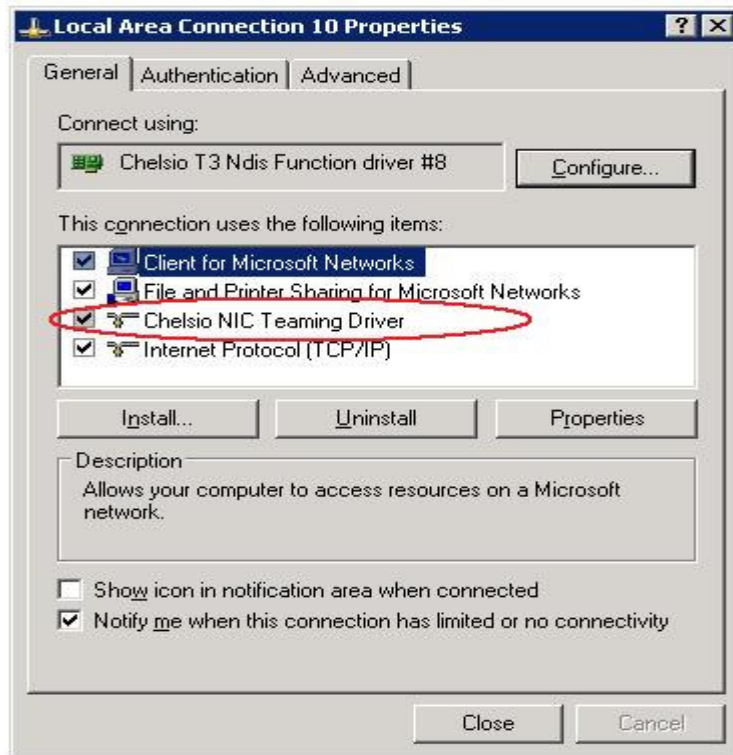 Local Area Connection 10 Properties
General Authentication Advanced
Connect using:
Chelsio T3 Ndis Function driver #8
Configure...
This connection uses the following items:
Client for Microsoft Networks
File and Printer Sharing for Microsoft Networks
Chelsio NIC Teaming Driver
Internet Protocol (TCP/IP)
Install... Uninstall Properties
Description
Allows your computer to access resources on a Microsoft
network.
Show icon in notification area when connected
Notify me when this connection has limited or no connectivity
Close Cancel